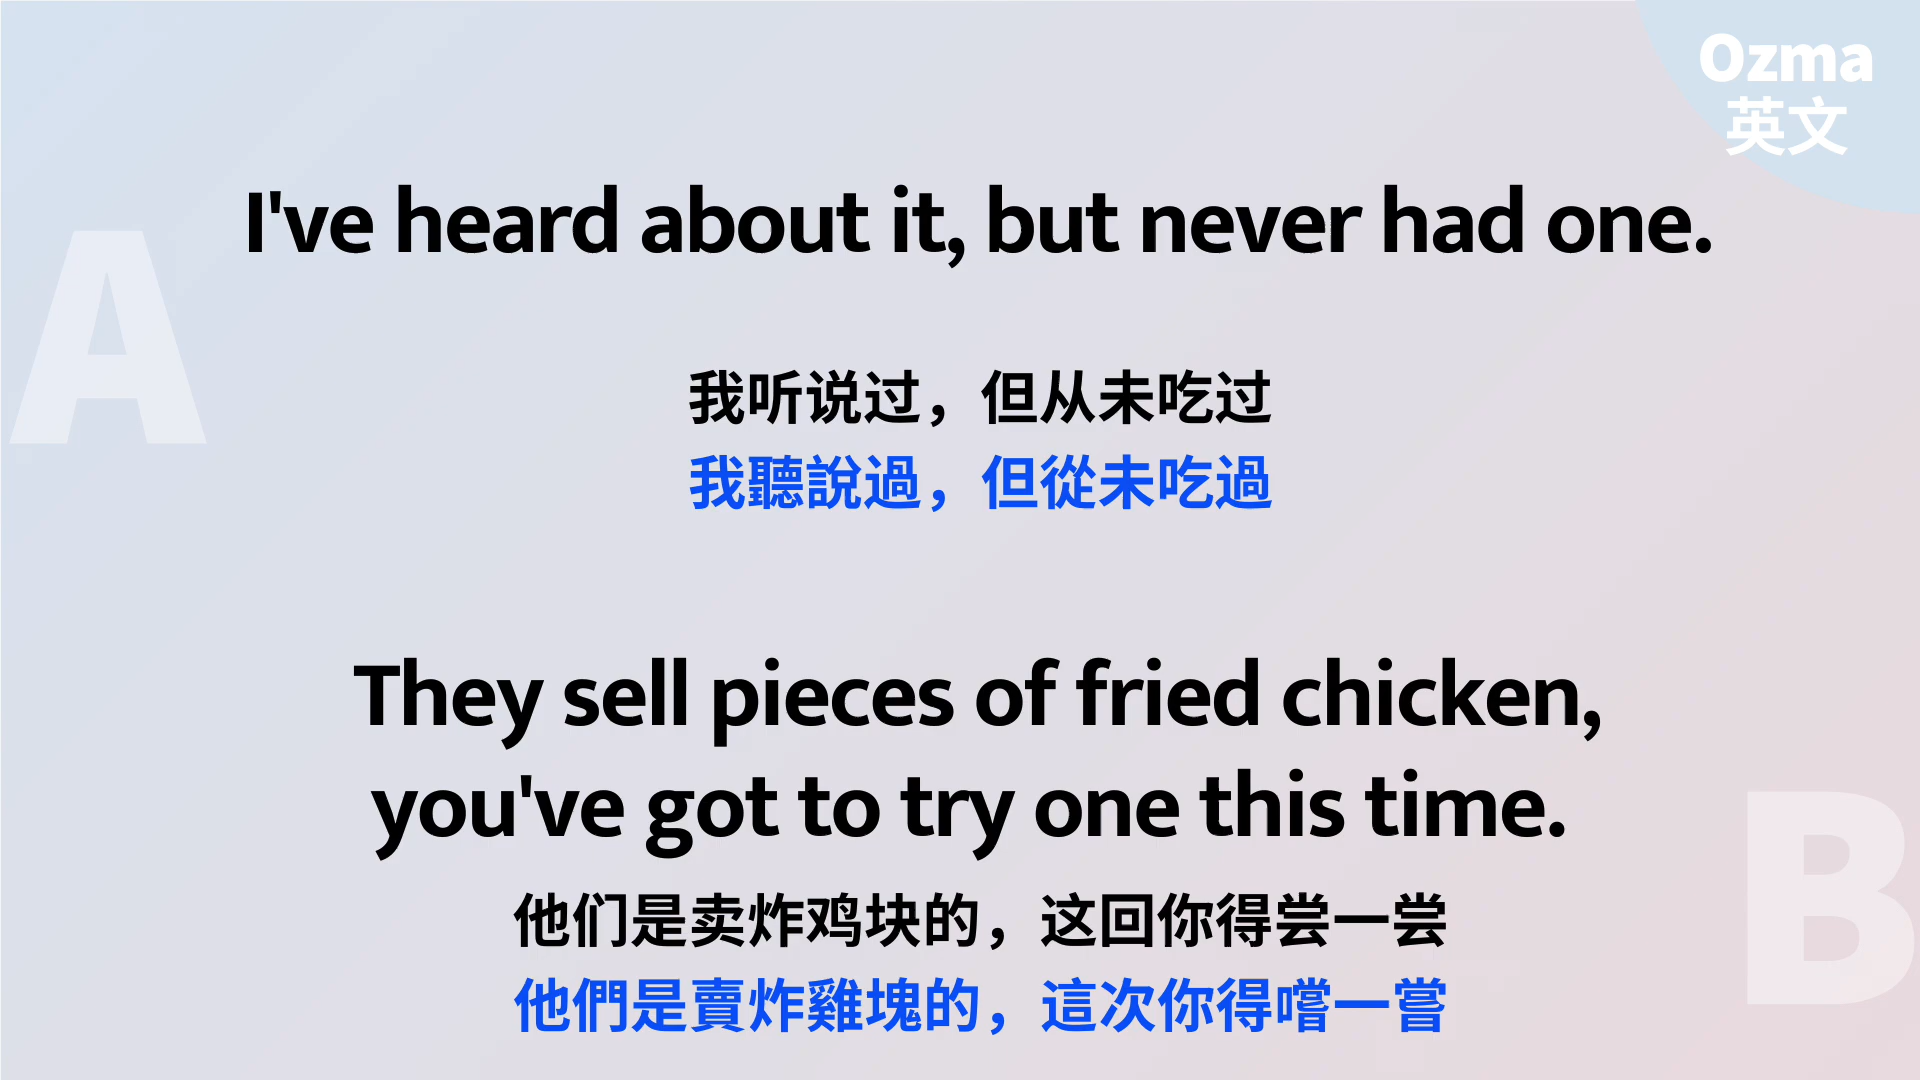 Ozma
英文
A
I've heard about it, but never had one.
我听说过，但从未吃过
我聽說過，但從未吃過
They sell pieces of fried chicken,
you've got to try one this time.
B
他们是卖炸鸡块的，这回你得尝一尝
他們是賣炸雞塊的，這次你得嚐一嘗